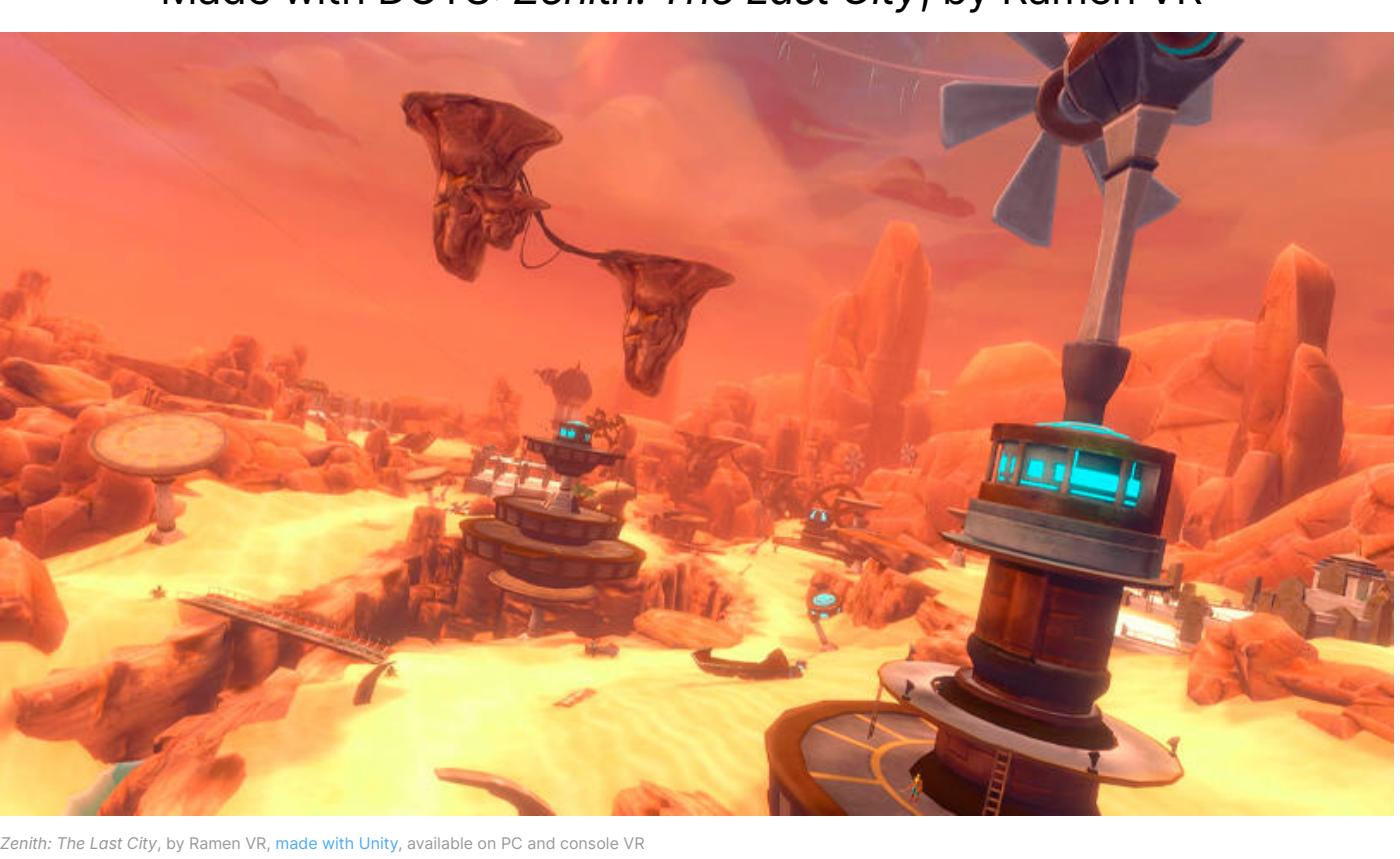 Made with DOTS: Zenith: The Last City, by Ramen VR
Zenith: The Last City, by Ramen VR, made with Unity, available on PC and console VR